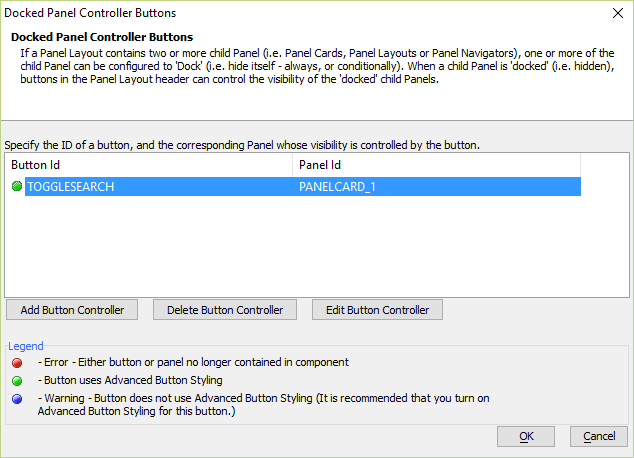 Docked Panel Controller Buttons
Docked Panel Controller Buttons
If a Panel Layout contains two or more child Panel (i.e. Panel Cards, Panel Layouts or Panel Navigators), one or more of the
child Panel can be configured to 'Dock' (i.e. hide itself - always, or conditionally). When a child Panel is 'docked' (i.e. hidden),
buttons in the Panel Layout header can control the visibility of the 'docked' child Panels.
Specify the ID of a button, and the corresponding Panel whose visibility is controlled by the button.
Button Id Panel Id
TOGGLESEARCH PANELCARD_1
Add Button Controller Delete Button Controller Edit Button Controller
Legend
- Error - Either button or panel no longer contained in component
- Button uses Advanced Button Styling
- Warning - Button does not use Advanced Button Styling (It is recommended that you turn on
Advanced Button Styling for this button.)
OK Cancel